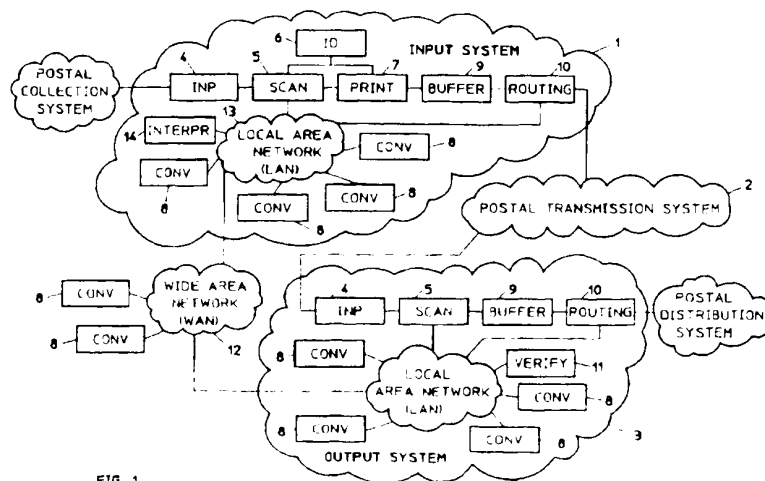 6
ID
INPUT SYSTEM
1
4
5
7
9
10
POSTAL
COLLECTION
SYSTEM
INP
SCAN
PRINT
BUFFER
ROUTING
13
14
INTERPR
LOCAL AREA
NETWORK
(LAN)
CONV
8
CONV
8
CONV
8
CONV
8
2
POSTAL TRANSMISSION SYSTEM
8
CONV
WIDE AREA
NETWORK
(WAN)
8
CONV
12
4
5
9
10
INP
SCAN
BUFFER
ROUTING
POSTAL
DISTRIBUTION
SYSTEM
8
CONV
LOCAL
AREA NETWORK
(LAN)
VERIFY
11
CONV
8
8
CONV
CONV
8
3
OUTPUT SYSTEM
FIG. 1